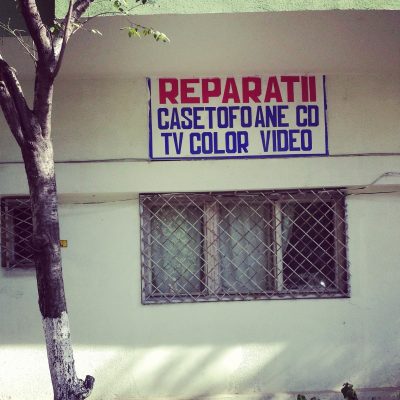 REPARATII
CASETOFOANE CD
TV COLOR VIDEO